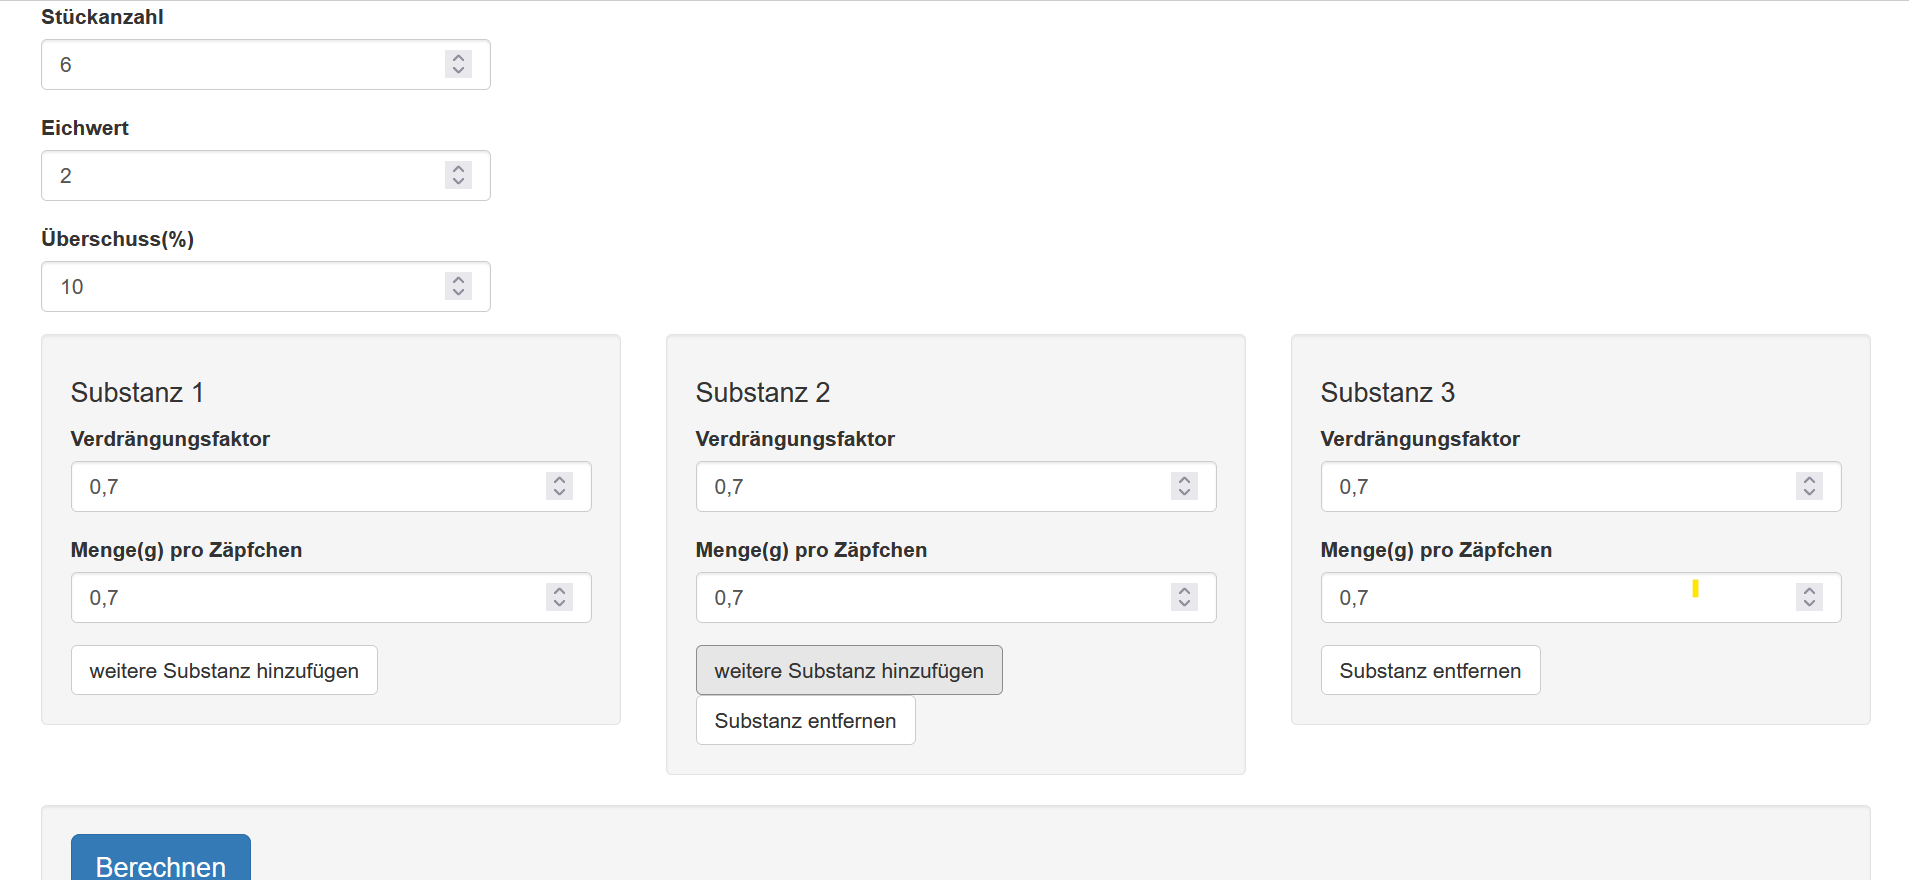 Stückanzahl
6
Eichwert
2
Überschuss(%)
10
Substanz 1
Verdrängungsfaktor
0,7
Menge(g) pro Zäpfchen
0,7
weitere Substanz hinzufügen
Substanz 2
Verdrängungsfaktor
0,7
Menge(g) pro Zäpfchen
0,7
weitere Substanz hinzufügen
Substanz entfernen
Substanz 3
Verdrängungsfaktor
0,7
Menge(g) pro Zäpfchen
0,7
Substanz entfernen
Berechnen